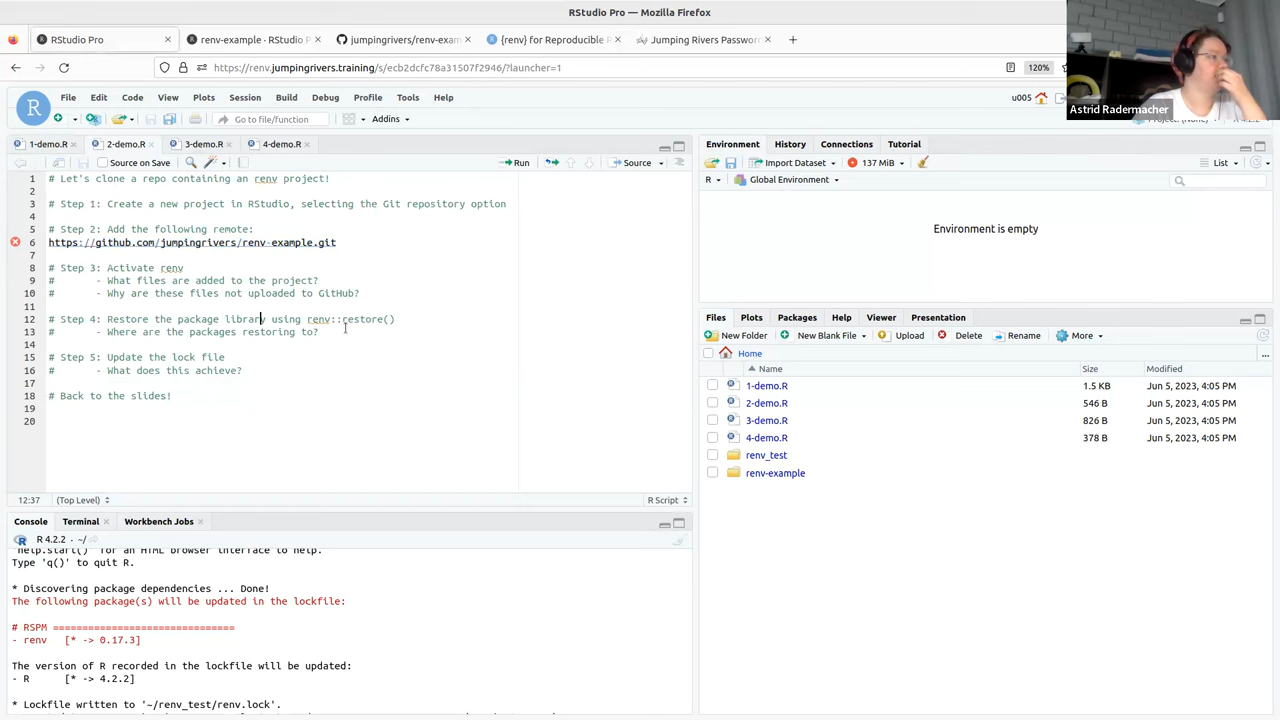 RStudio Pro — Mozilla Firefox
RStudio Pro
renv-example · RStudio P
jumpingrivers/renv-exam
{renv} for Reproducible R
Jumping Rivers Password
https://renv.jumpingrivers.training/s/ecb2dcfc78a31507f2946/?launcher=1
120%
Astrid Radermacher
R
File Edit Code View Plots Session Build Debug Profile Tools Help
u005
Go to file/function
Addins
Project: (None)
1-demo.R
2-demo.R
3-demo.R
4-demo.R
Source on Save
Run
Source
1 # Let's clone a repo containing an renv project!
2
3 # Step 1: Create a new project in RStudio, selecting the Git repository option
4
5 # Step 2: Add the following remote:
6 https://github.com/jumpingrivers/renv-example.git
7
8 # Step 3: Activate renv
9 # - What files are added to the project?
10 # - Why are these files not uploaded to GitHub?
11
12 # Step 4: Restore the package library using renv::restore()
13 # - Where are the packages restoring to?
14
15 # Step 5: Update the lock file
16 # - What does this achieve?
17
18 # Back to the slides!
19
20
12:37 (Top Level) R Script
Console Terminal Workbench Jobs
R 4.2.2 · ~/
'help.start()' for an HTML browser interface to help.
Type 'q()' to quit R.
* Discovering package dependencies ... Done!
The following package(s) will be updated in the lockfile:
# RSPM ===============================
- renv [* -> 0.17.3]
The version of R recorded in the lockfile will be updated:
- R [* -> 4.2.2]
* Lockfile written to '~/renv_test/renv.lock'.
Environment History Connections Tutorial
Import Dataset 137 MiB List
R Global Environment
Environment is empty
Files Plots Packages Help Viewer Presentation
New Folder New Blank File Upload Delete Rename More
Home
Name Size Modified
1-demo.R 1.5 KB Jun 5, 2023, 4:05 PM
2-demo.R 546 B Jun 5, 2023, 4:05 PM
3-demo.R 826 B Jun 5, 2023, 4:05 PM
4-demo.R 378 B Jun 5, 2023, 4:05 PM
renv_test
renv-example